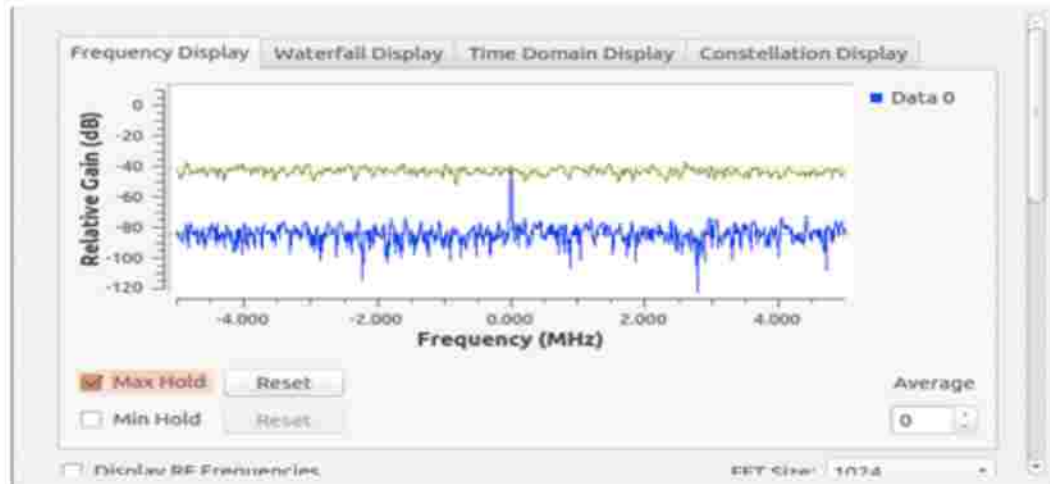 Frequency Display Waterfall Display Time Domain Display Constellation Display
Data 0
Relative Gain (dB)
0
-20
-40
-60
-80
-100
-120
-4.000 -2.000 0.000 2.000 4.000
Frequency (MHz)
Max Hold Reset
Average
Min Hold Reset
0
Display RF Frequencies
FFT Size: 1024